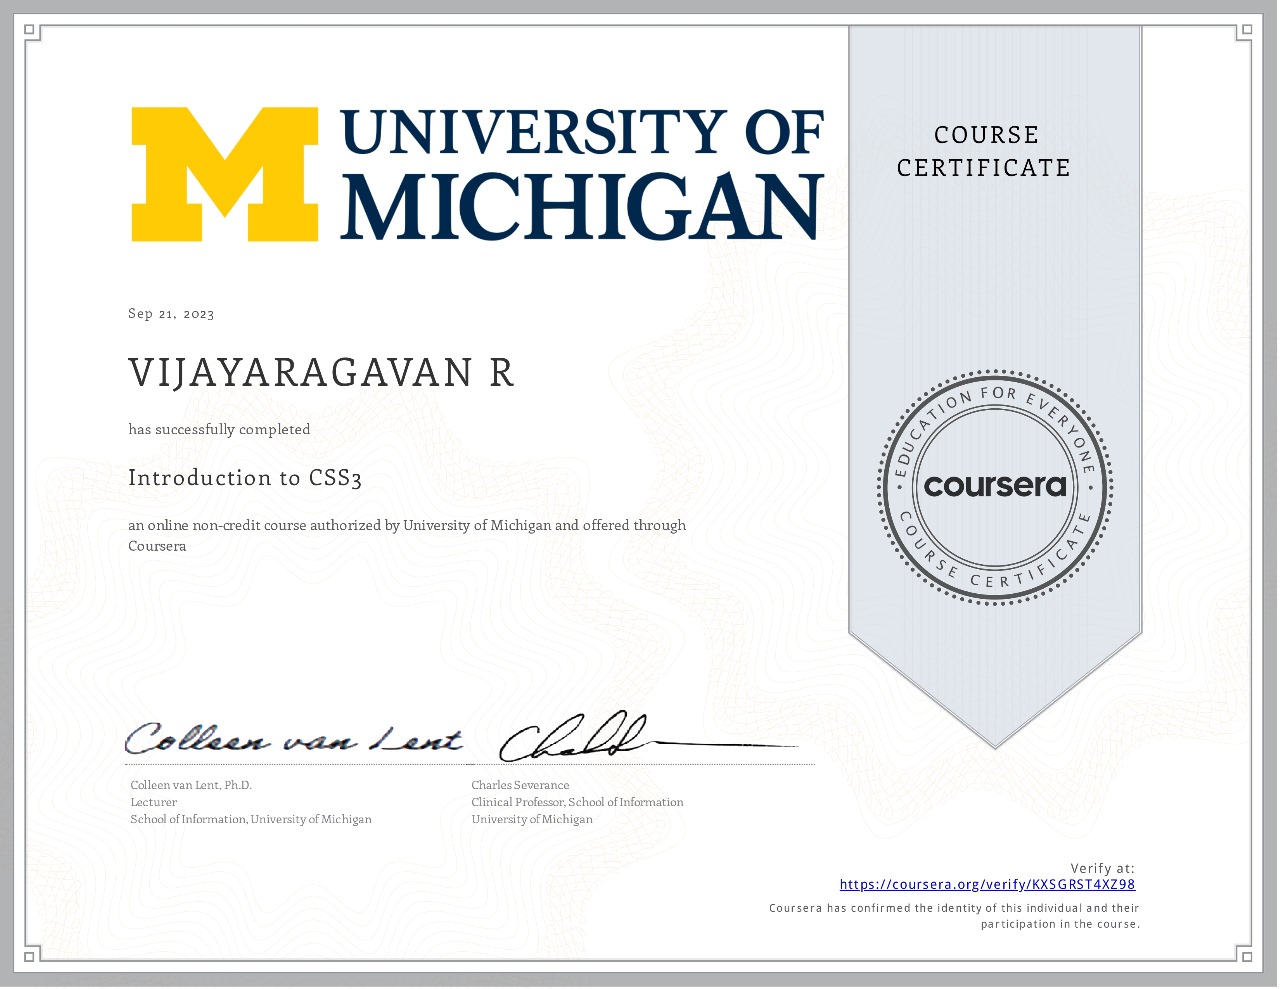 UNIVERSITY OF
MICHIGAN
COURSE
CERTIFICATE
Sep 21, 2023
VIJAYARAGAVAN R
has successfully completed
Introduction to CSS3
an online non-credit course authorized by University of Michigan and offered through
Coursera
EDUCATION FOR EVERYONE
coursera
COURSE CERTIFICATE
Colleen van Lent
Colleen van Lent, Ph.D.
Lecturer
School of Information, University of Michigan
Charles Severance
Clinical Professor, School of Information
University of Michigan
Verify at:
https://coursera.org/verify/KXSGRST4XZ98
Coursera has confirmed the identity of this individual and their
participation in the course.